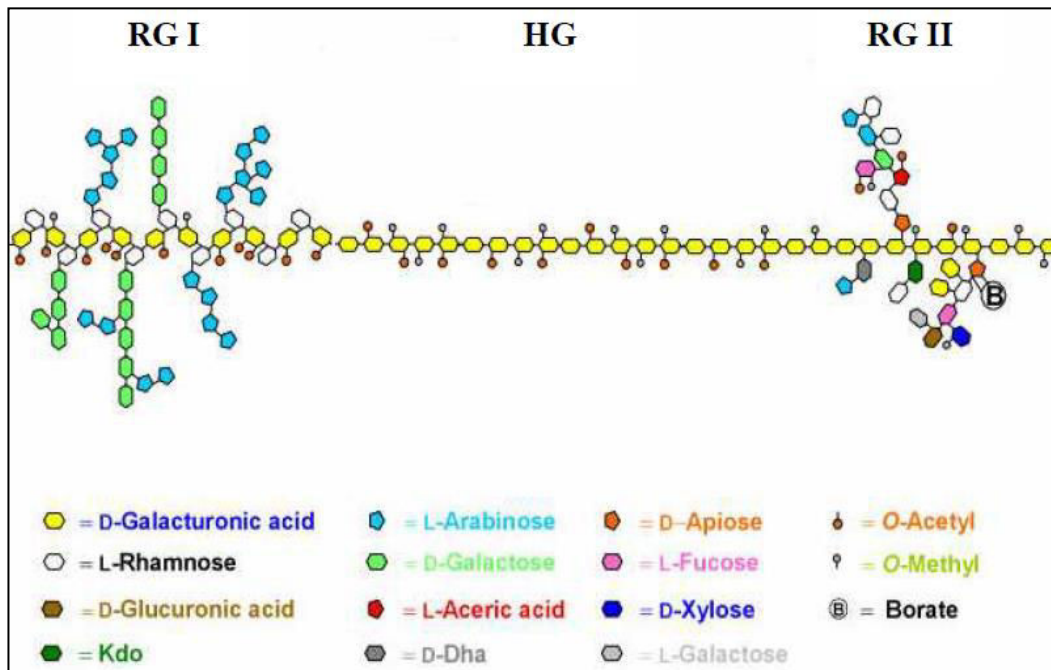 RG I HG RG II
B
= D-Galacturonic acid = L-Arabinose = D-Apiose = O-Acetyl
= L-Rhamnose = D-Galactose = L-Fucose = O-Methyl
= D-Glucuronic acid = L-Aceric acid = D-Xylose B = Borate
= Kdo = D-Dha = L-Galactose